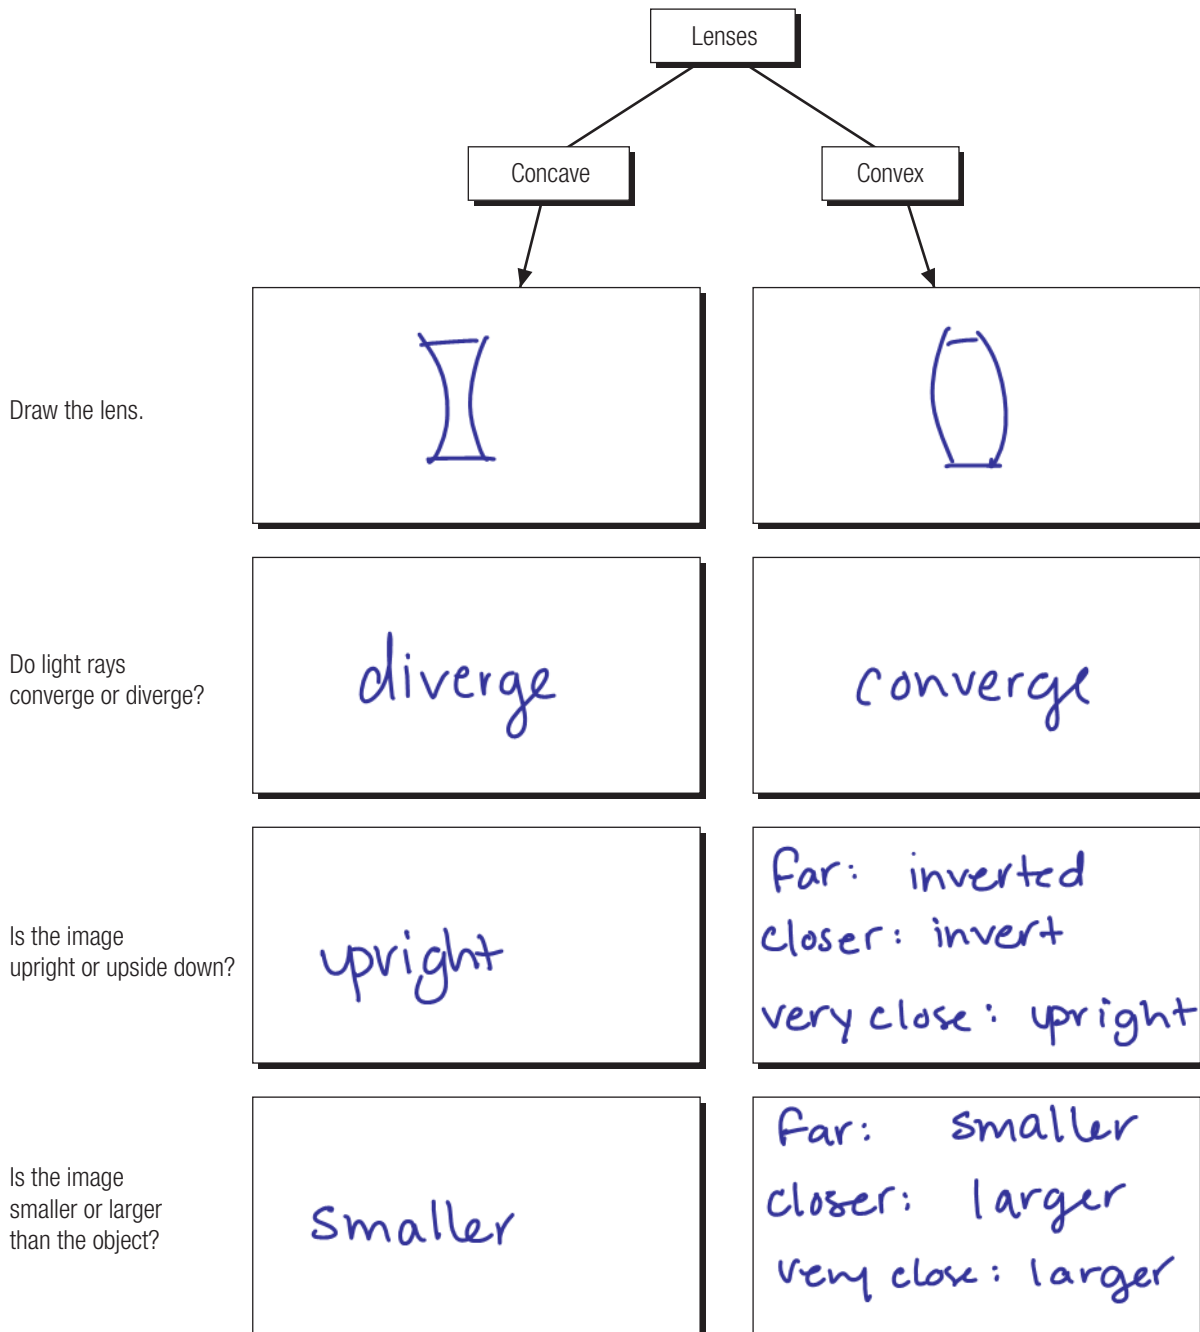 Lenses
Concave
Convex
Draw the lens.
Do light rays
converge or diverge?
diverge
converge
Is the image
upright or upside down?
upright
far: inverted
closer: invert
very close: upright
Is the image
smaller or larger
than the object?
smaller
far: smaller
closer: larger
very close: larger